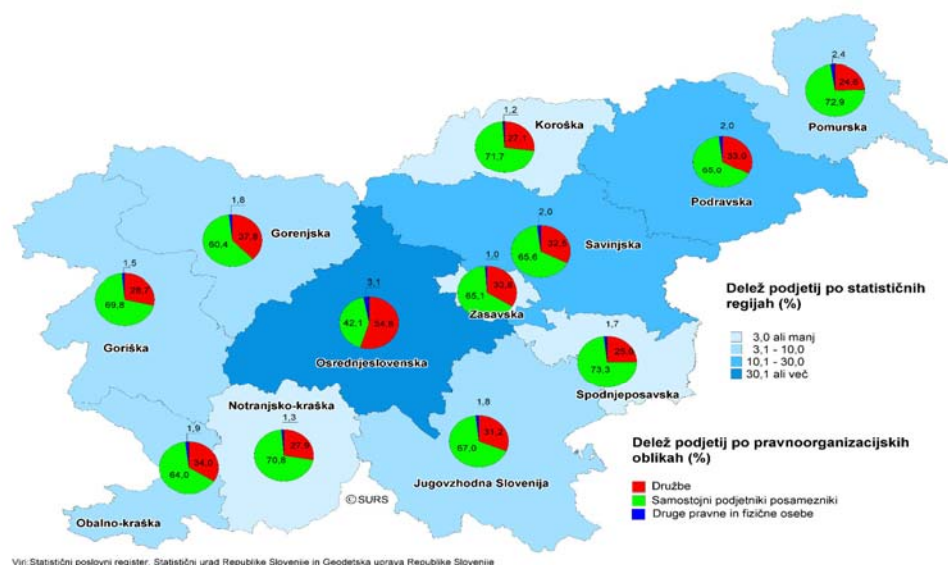 2,4
24,6
72,9
Pomurska
1,2
27,1
71,7
Koroška
2,0
33,0
65,0
Podravska
1,8
37,8
60,4
Gorenjska
2,0
32,5
65,6
Savinjska
1,5
28,7
69,8
Goriška
1,0
33,8
65,1
Zasavska
3,1
54,8
42,1
Osrednjeslovenska
1,7
25,0
73,3
Spodnjeposavska
Notranjsko-kraška
1,3
27,9
70,8
1,8
31,2
67,0
Jugovzhodna Slovenija
1,9
34,0
64,0
Obalno-kraška
© SURS
Delež podjetij po statističnih
regijah (%)
3,0 ali manj
3,1 - 10,0
10,1 - 30,0
30,1 ali več
Delež podjetij po pravnoorganizacijskih
oblikah (%)
Družbe
Samostojni podjetniki posamezniki
Druge pravne in fizične osebe
Vir:Statistični poslovni register, Statistični urad Republike Slovenije in Geodetska uprava Republike Slovenije